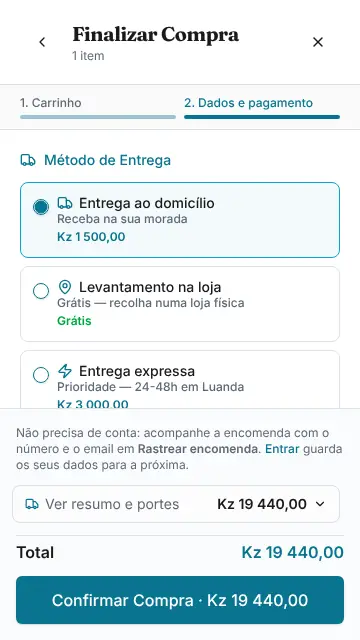 Finalizar Compra
1 item
1. Carrinho
2. Dados e pagamento
Método de Entrega
Entrega ao domicílio
Receba na sua morada
Kz 1 500,00
Levantamento na loja
Grátis — recolha numa loja física
Grátis
Entrega expressa
Prioridade — 24-48h em Luanda
Kz 3 000,00
Não precisa de conta: acompanhe a encomenda com o
número e o email em Rastrear encomenda. Entrar guarda
os seus dados para a próxima.
Ver resumo e portes
Kz 19 440,00
Total
Kz 19 440,00
Confirmar Compra · Kz 19 440,00